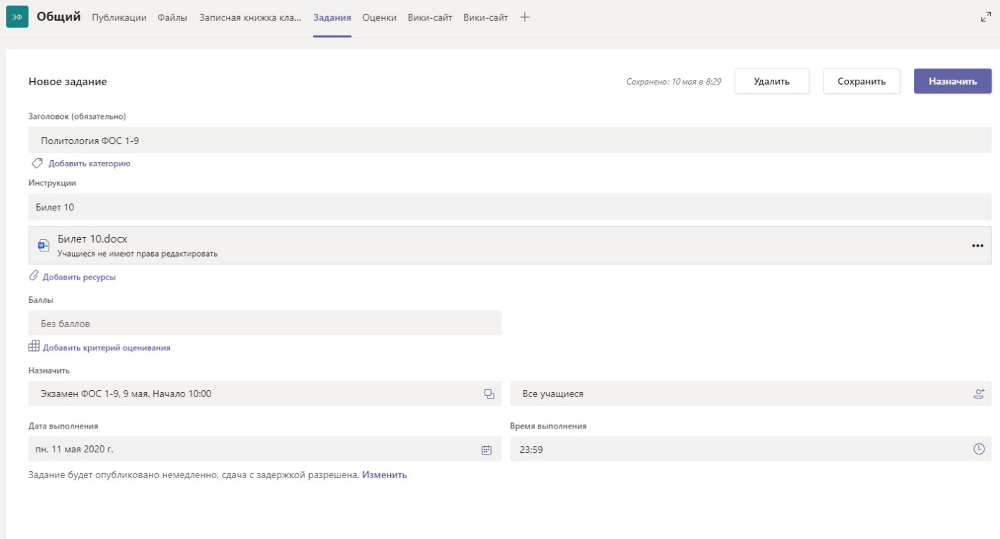 ЭФ Общий Публикации Файлы Записная книжка кла... Задания Оценки Вики-сайт Вики-сайт
Новое задание Сохранено: 10 мая в 8:29 Удалить Сохранить Назначить
Заголовок (обязательно)
Политология ФОС 1-9
Добавить категорию
Инструкции
Билет 10
Билет 10.docx
Учащиеся не имеют права редактировать
Добавить ресурсы
Баллы
Без баллов
Добавить критерий оценивания
Назначить
Экзамен ФОС 1-9, 9 мая. Начало 10:00 Все учащиеся
Дата выполнения Время выполнения
пн, 11 мая 2020 г. 23:59
Задание будет опубликовано немедленно, сдача с задержкой разрешена. Изменить